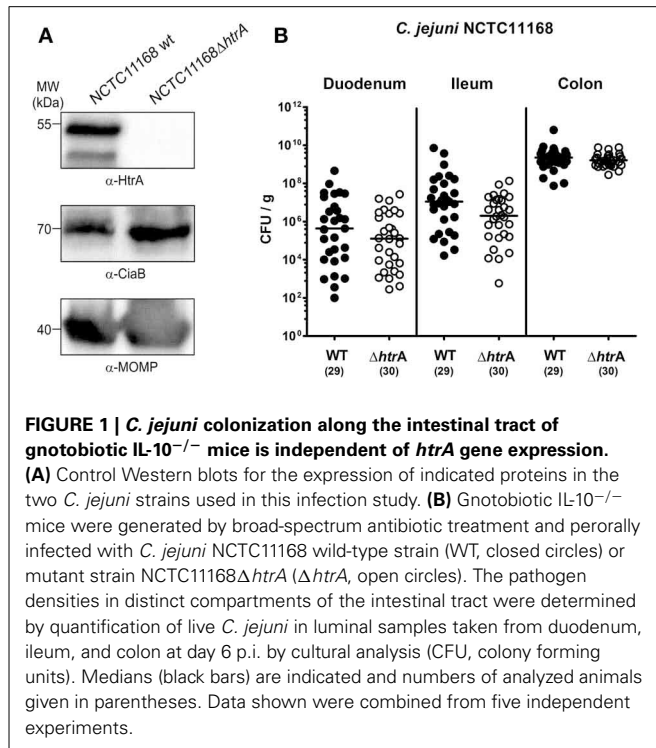 A
NCTC11168 wt
NCTC11168ΔhtrA
MW
(kDa)
55
α-HtrA
70
α-CiaB
40
α-MOMP
B
C. jejuni NCTC11168
Duodenum Ileum Colon
CFU / g
10¹²
10¹⁰
10⁸
10⁶
10⁴
10²
10⁰
WT ΔhtrA WT ΔhtrA WT ΔhtrA
(29) (30) (29) (30) (29) (30)
FIGURE 1 | C. jejuni colonization along the intestinal tract of
gnotobiotic IL-10⁻/⁻ mice is independent of htrA gene expression.
(A) Control Western blots for the expression of indicated proteins in the
two C. jejuni strains used in this infection study. (B) Gnotobiotic IL-10⁻/⁻
mice were generated by broad-spectrum antibiotic treatment and perorally
infected with C. jejuni NCTC11168 wild-type strain (WT, closed circles) or
mutant strain NCTC11168ΔhtrA (ΔhtrA, open circles). The pathogen
densities in distinct compartments of the intestinal tract were determined
by quantification of live C. jejuni in luminal samples taken from duodenum,
ileum, and colon at day 6 p.i. by cultural analysis (CFU, colony forming
units). Medians (black bars) are indicated and numbers of analyzed animals
given in parentheses. Data shown were combined from five independent
experiments.